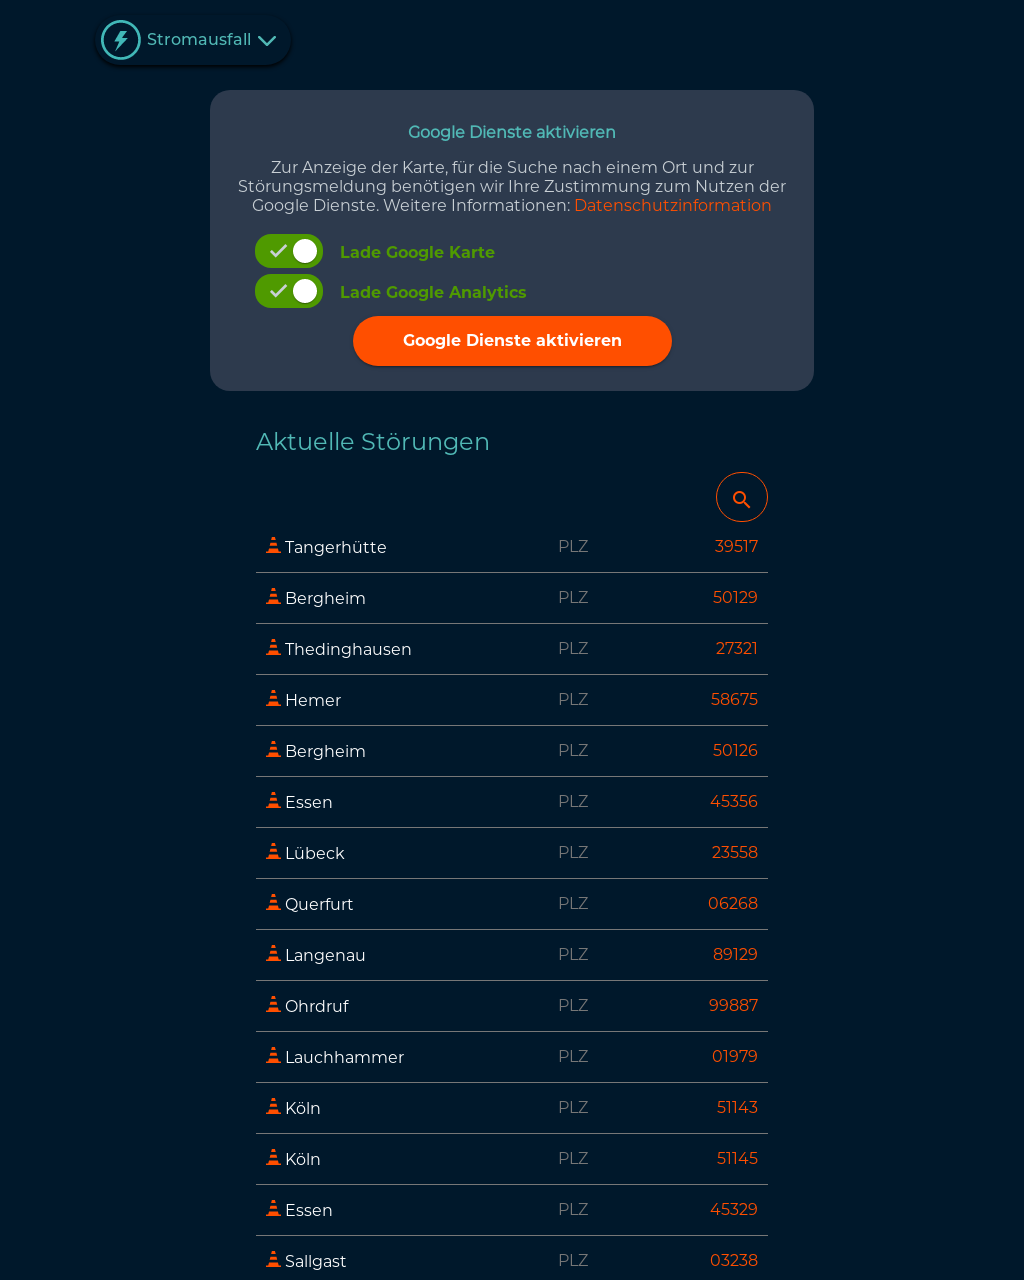 Stromausfall
Google Dienste aktivieren
Zur Anzeige der Karte, für die Suche nach einem Ort und zur
Störungsmeldung benötigen wir Ihre Zustimmung zum Nutzen der
Google Dienste. Weitere Informationen: Datenschutzinformation
Lade Google Karte
Lade Google Analytics
Google Dienste aktivieren
Aktuelle Störungen
Tangerhütte PLZ 39517
Bergheim PLZ 50129
Thedinghausen PLZ 27321
Hemer PLZ 58675
Bergheim PLZ 50126
Essen PLZ 45356
Lübeck PLZ 23558
Querfurt PLZ 06268
Langenau PLZ 89129
Ohrdruf PLZ 99887
Lauchhammer PLZ 01979
Köln PLZ 51143
Köln PLZ 51145
Essen PLZ 45329
Sallgast PLZ 03238